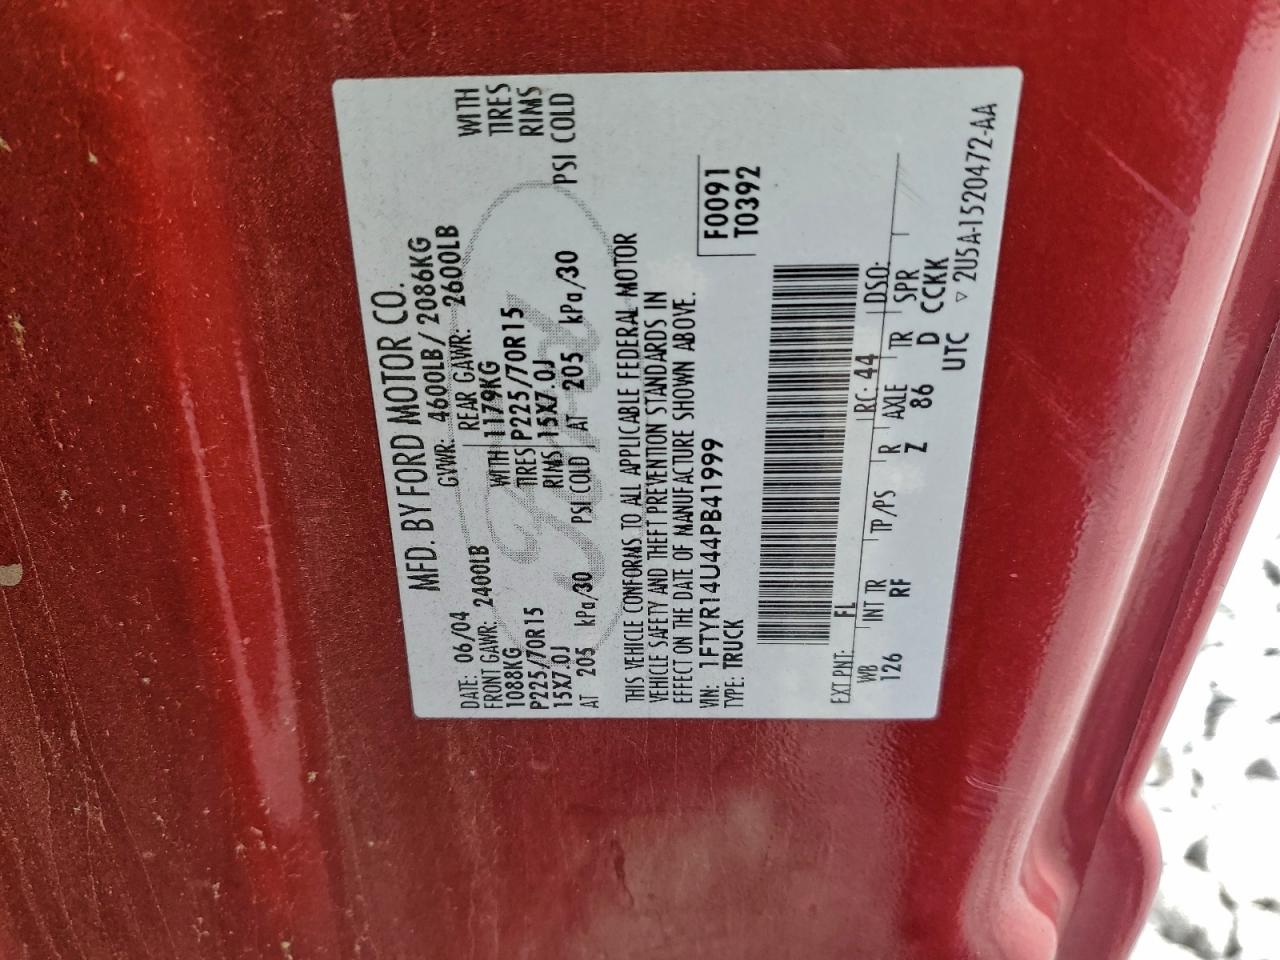 MFD. BY FORD MOTOR CO.
DATE: 06/04 GVWR: 4600LB/ 2086KG
FRONT GAWR: 2400LB REAR GAWR: 2600LB
1088KG WITH 1179KG WITH
P225/70R15 TIRES P225/70R15 TIRES
15X7.0J RIMS 15X7.0J RIMS
AT 205 kPa/30 PSI COLD AT 205 kPa/30 PSI COLD
THIS VEHICLE CONFORMS TO ALL APPLICABLE FEDERAL MOTOR
VEHICLE SAFETY AND THEFT PREVENTION STANDARDS IN
EFFECT ON THE DATE OF MANUFACTURE SHOWN ABOVE.
VIN: 1FTYR14U44PB41999 F0091
TYPE: TRUCK T0392
EXT PNT: FL RC: 44 DSO:
WB INT TR TP/PS R AXLE TR SPR
126 RF Z 86 D CCKK
UTC ▽ 2U5A-1520472-AA